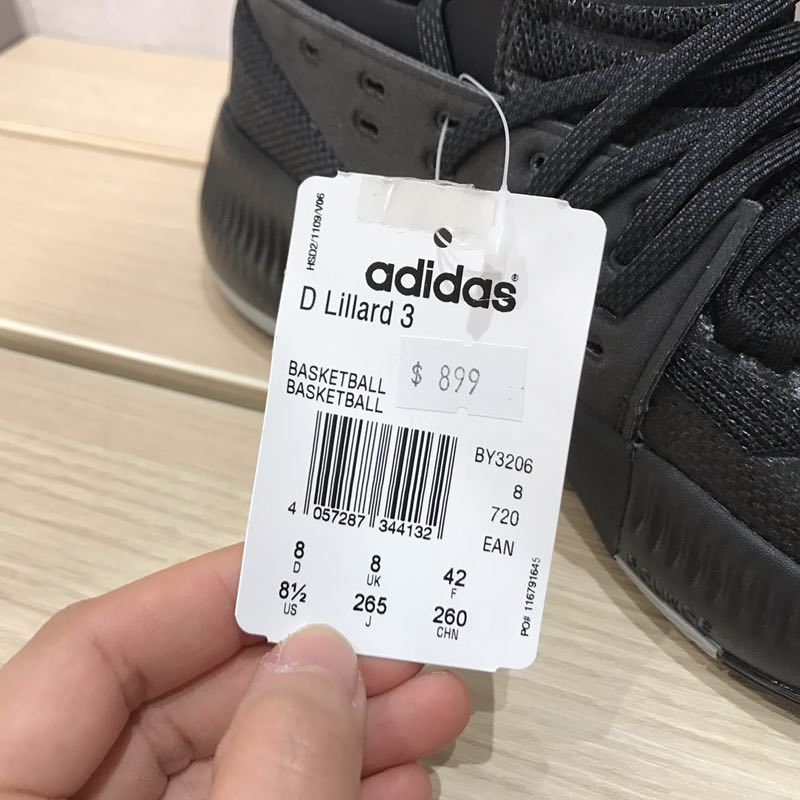 HSD2/1109/V06
adidas®
D Lillard 3
$ 899
BASKETBALL
BASKETBALL
BY3206
8
720
EAN
4 057287 344132
8 8 42
D UK F
8½ 265 260
US J CHN
PO# 116791645
BOUNCE